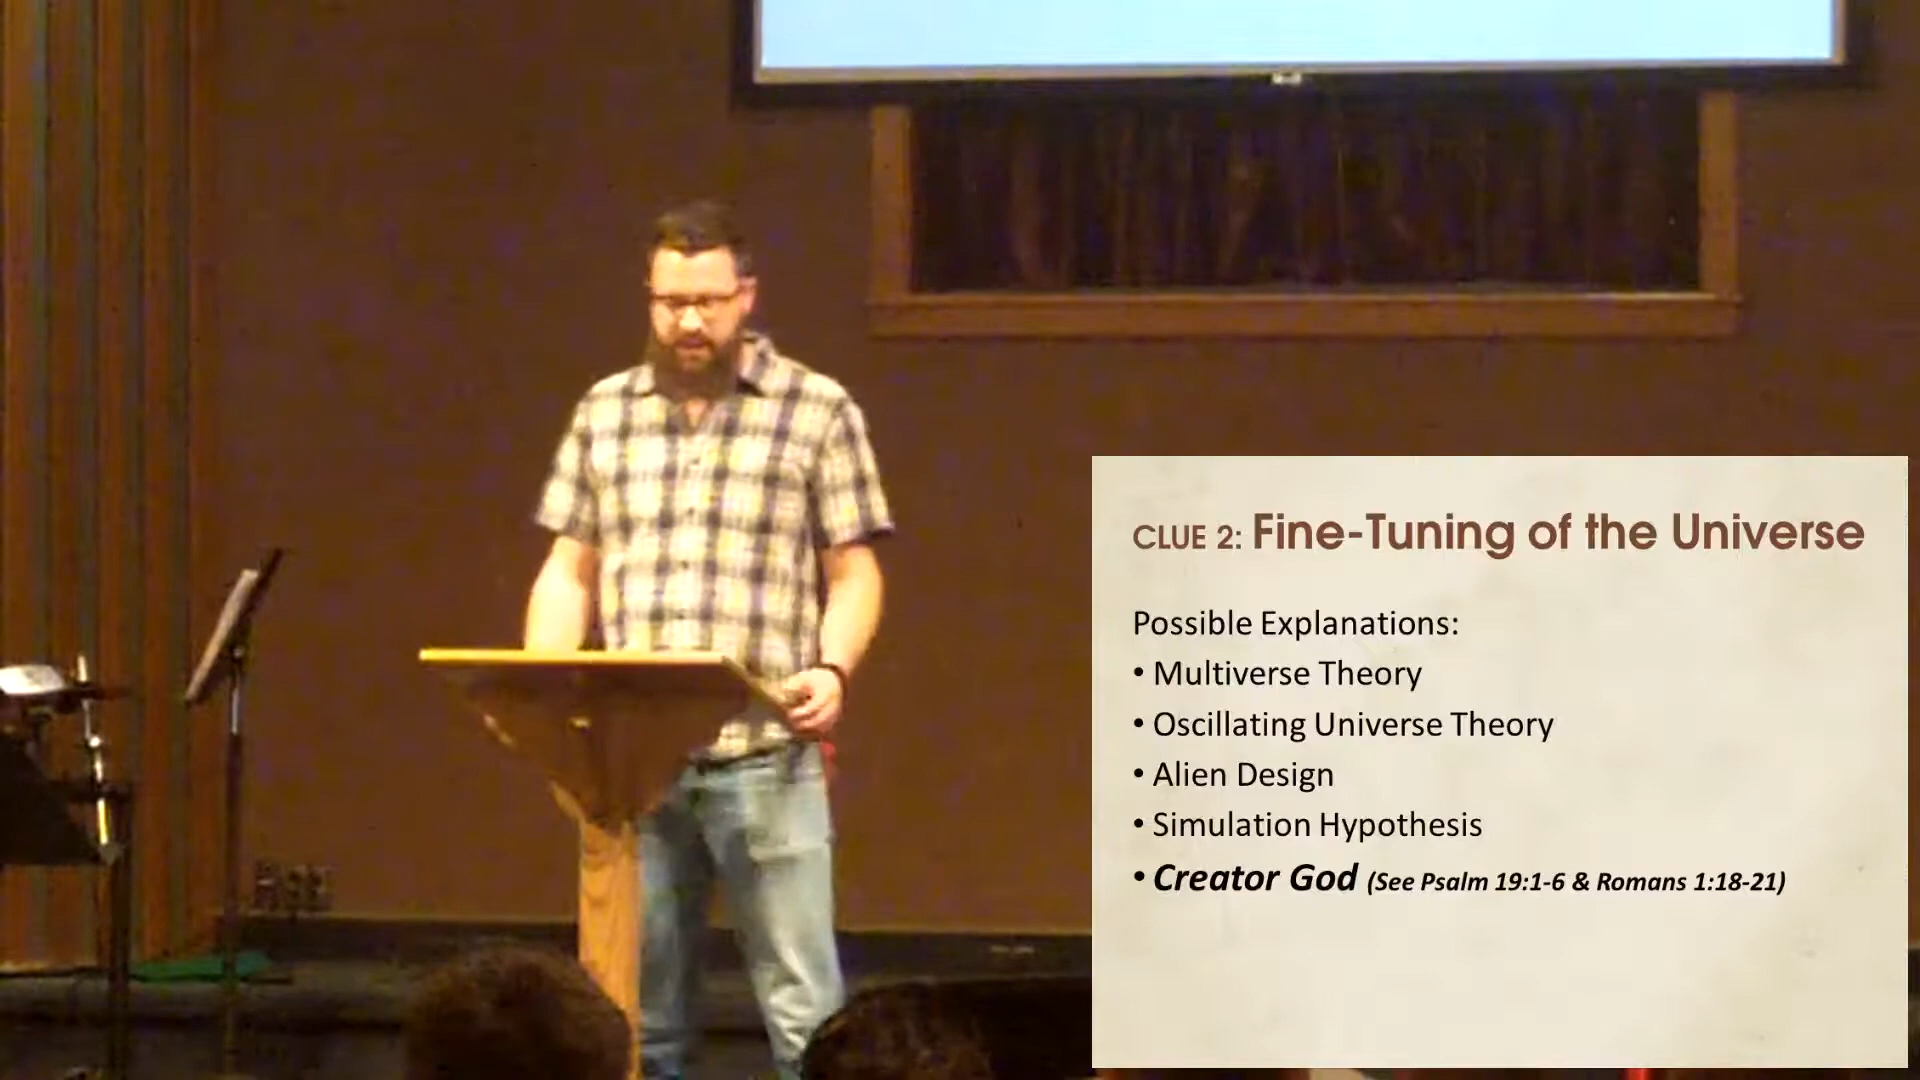 CLUE 2: Fine-Tuning of the Universe
Possible Explanations:
• Multiverse Theory
• Oscillating Universe Theory
• Alien Design
• Simulation Hypothesis
• Creator God (See Psalm 19:1-6 & Romans 1:18-21)